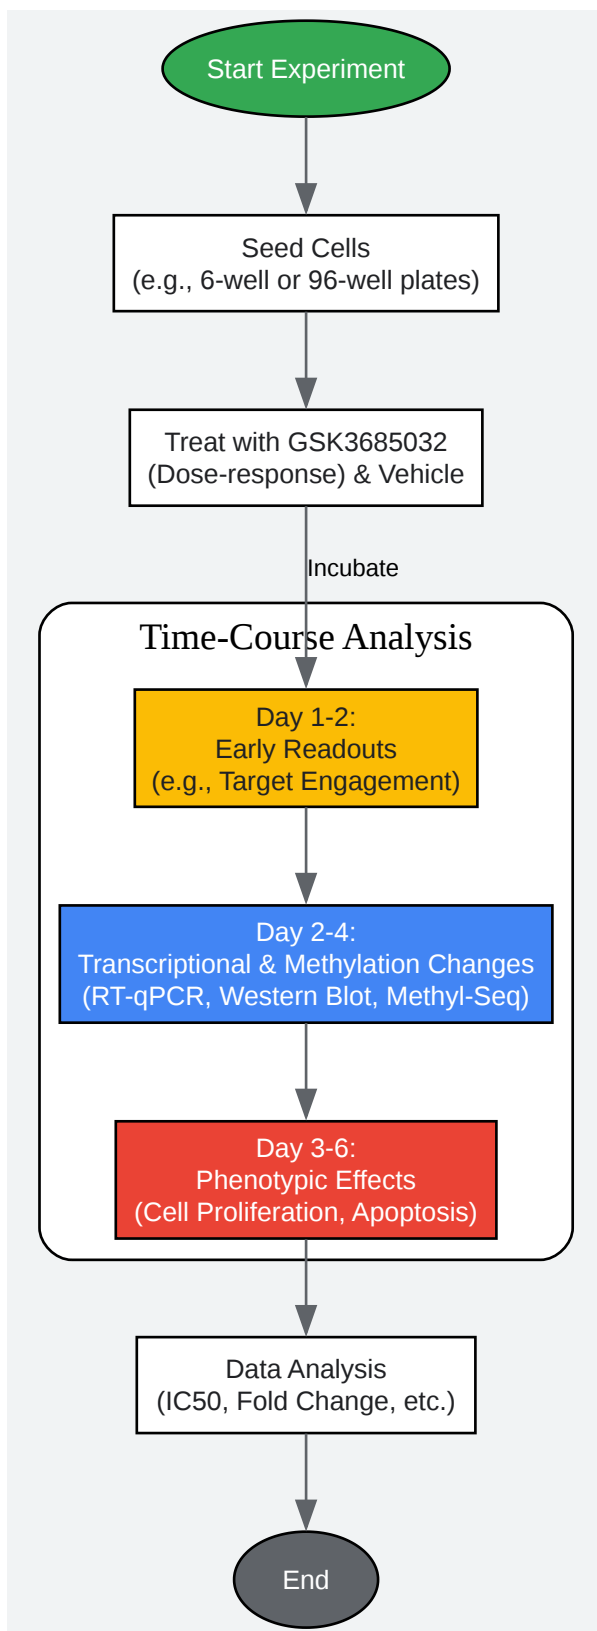 Start Experiment
Seed Cells
(e.g., 6-well or 96-well plates)
Treat with GSK3685032
(Dose-response) & Vehicle
Incubate
Time-Course Analysis
Day 1-2:
Early Readouts
(e.g., Target Engagement)
Day 2-4:
Transcriptional & Methylation Changes
(RT-qPCR, Western Blot, Methyl-Seq)
Day 3-6:
Phenotypic Effects
(Cell Proliferation, Apoptosis)
Data Analysis
(IC50, Fold Change, etc.)
End